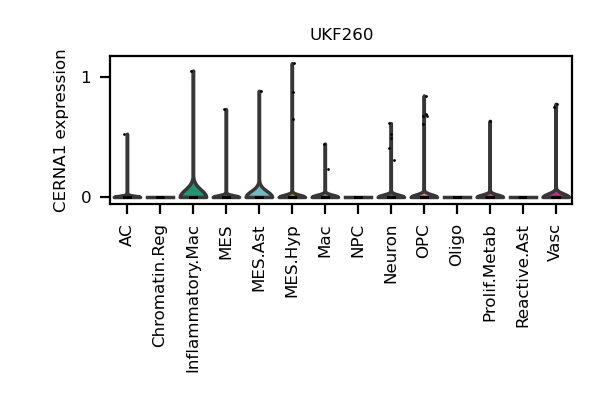 UKF260
CERNA1 expression
1
0
AC
Chromatin.Reg
Inflammatory.Mac
MES
MES.Ast
MES.Hyp
Mac
NPC
Neuron
OPC
Oligo
Prolif.Metab
Reactive.Ast
Vasc